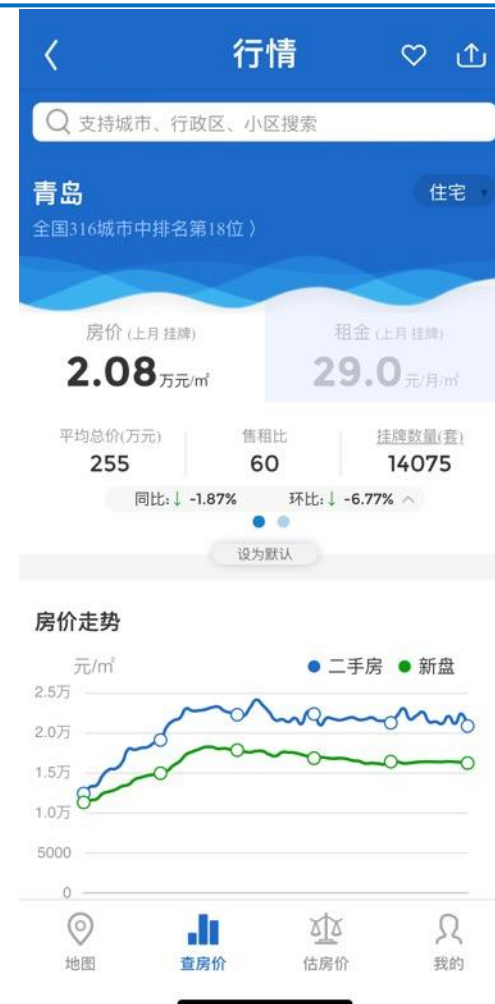 行情
支持城市、行政区、小区搜索
青岛
住宅
全国316城市中排名第18位 〉
房价 (上月 挂牌)
租金 (上月 挂牌)
2.08 万元/㎡
29.0 元/月/㎡
平均总价(万元)
售租比
挂牌数量(套)
255
60
14075
同比:↓ -1.87% 环比:↓ -6.77%
设为默认
房价走势
元/㎡
二手房
新盘
2.5万
2.0万
1.5万
1.0万
5000
0
地图
查房价
估房价
我的